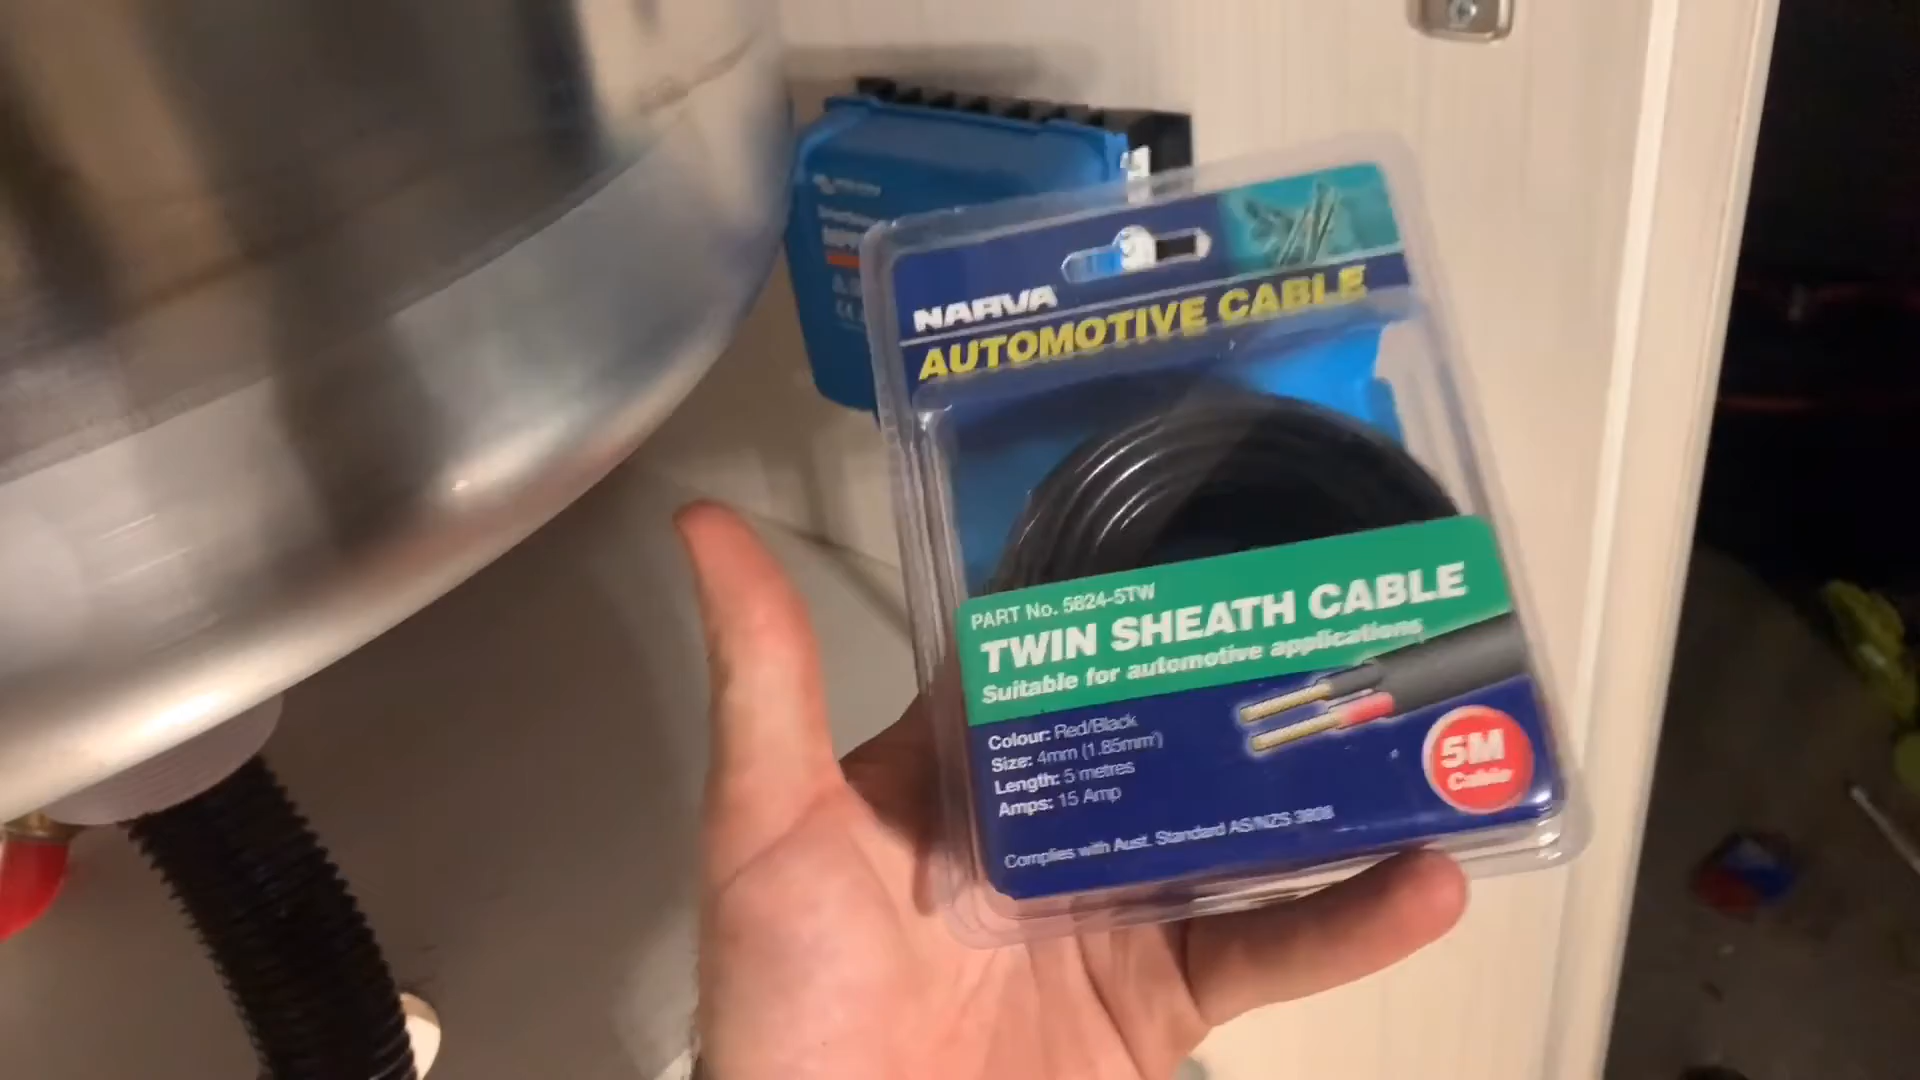 NARVA
AUTOMOTIVE CABLE
PART No. 5824-5TW
TWIN SHEATH CABLE
Suitable for automotive applications
Colour: Red/Black
Size: 4mm (1.85mm²)
Length: 5 metres
Amps: 15 Amp
5M
Cable
Complies with Aust. Standard AS/NZS 3808